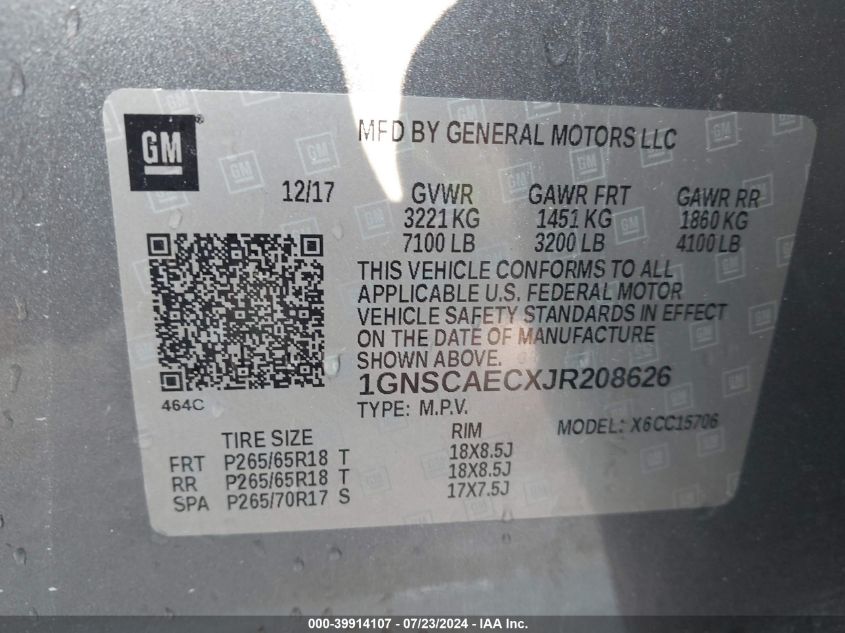 GM
MFD BY GENERAL MOTORS LLC
12/17 GVWR GAWR FRT GAWR RR
3221 KG 1451 KG 1860 KG
7100 LB 3200 LB 4100 LB
THIS VEHICLE CONFORMS TO ALL
APPLICABLE U.S. FEDERAL MOTOR
VEHICLE SAFETY STANDARDS IN EFFECT
ON THE DATE OF MANUFACTURE
SHOWN ABOVE.
464C
1GNSCAECXJR208626
TYPE: M.P.V. MODEL: X6CC15706
TIRE SIZE RIM
FRT P265/65R18 T 18X8.5J
RR P265/65R18 T 18X8.5J
SPA P265/70R17 S 17X7.5J
000-39914107 - 07/23/2024 - IAA Inc.